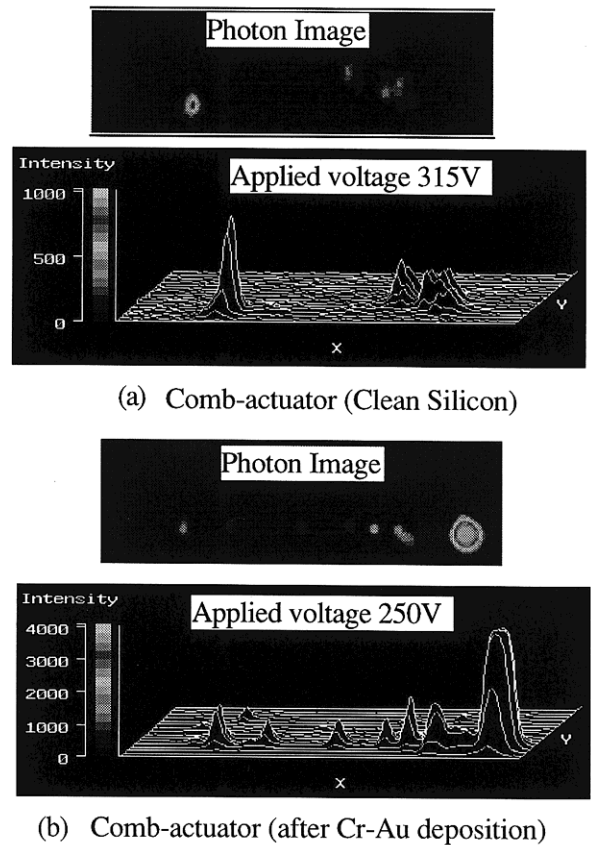 Photon Image
Intensity
Applied voltage 315V
1000
500
0
Y
X
(a) Comb-actuator (Clean Silicon)
Photon Image
Intensity
Applied voltage 250V
4000
3000
2000
1000
0
Y
X
(b) Comb-actuator (after Cr-Au deposition)